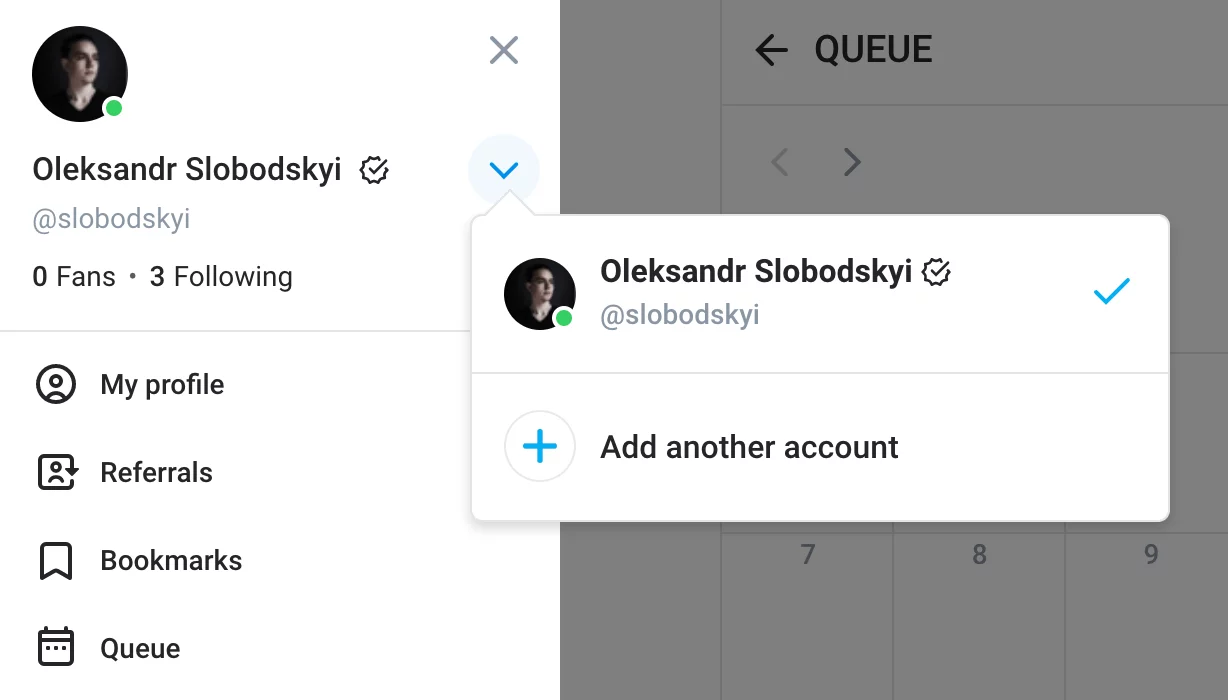 QUEUE
Oleksandr Slobodskyi
@slobodskyi
0 Fans • 3 Following
Oleksandr Slobodskyi
@slobodskyi
Add another account
My profile
Referrals
Bookmarks
Queue
7 8 9